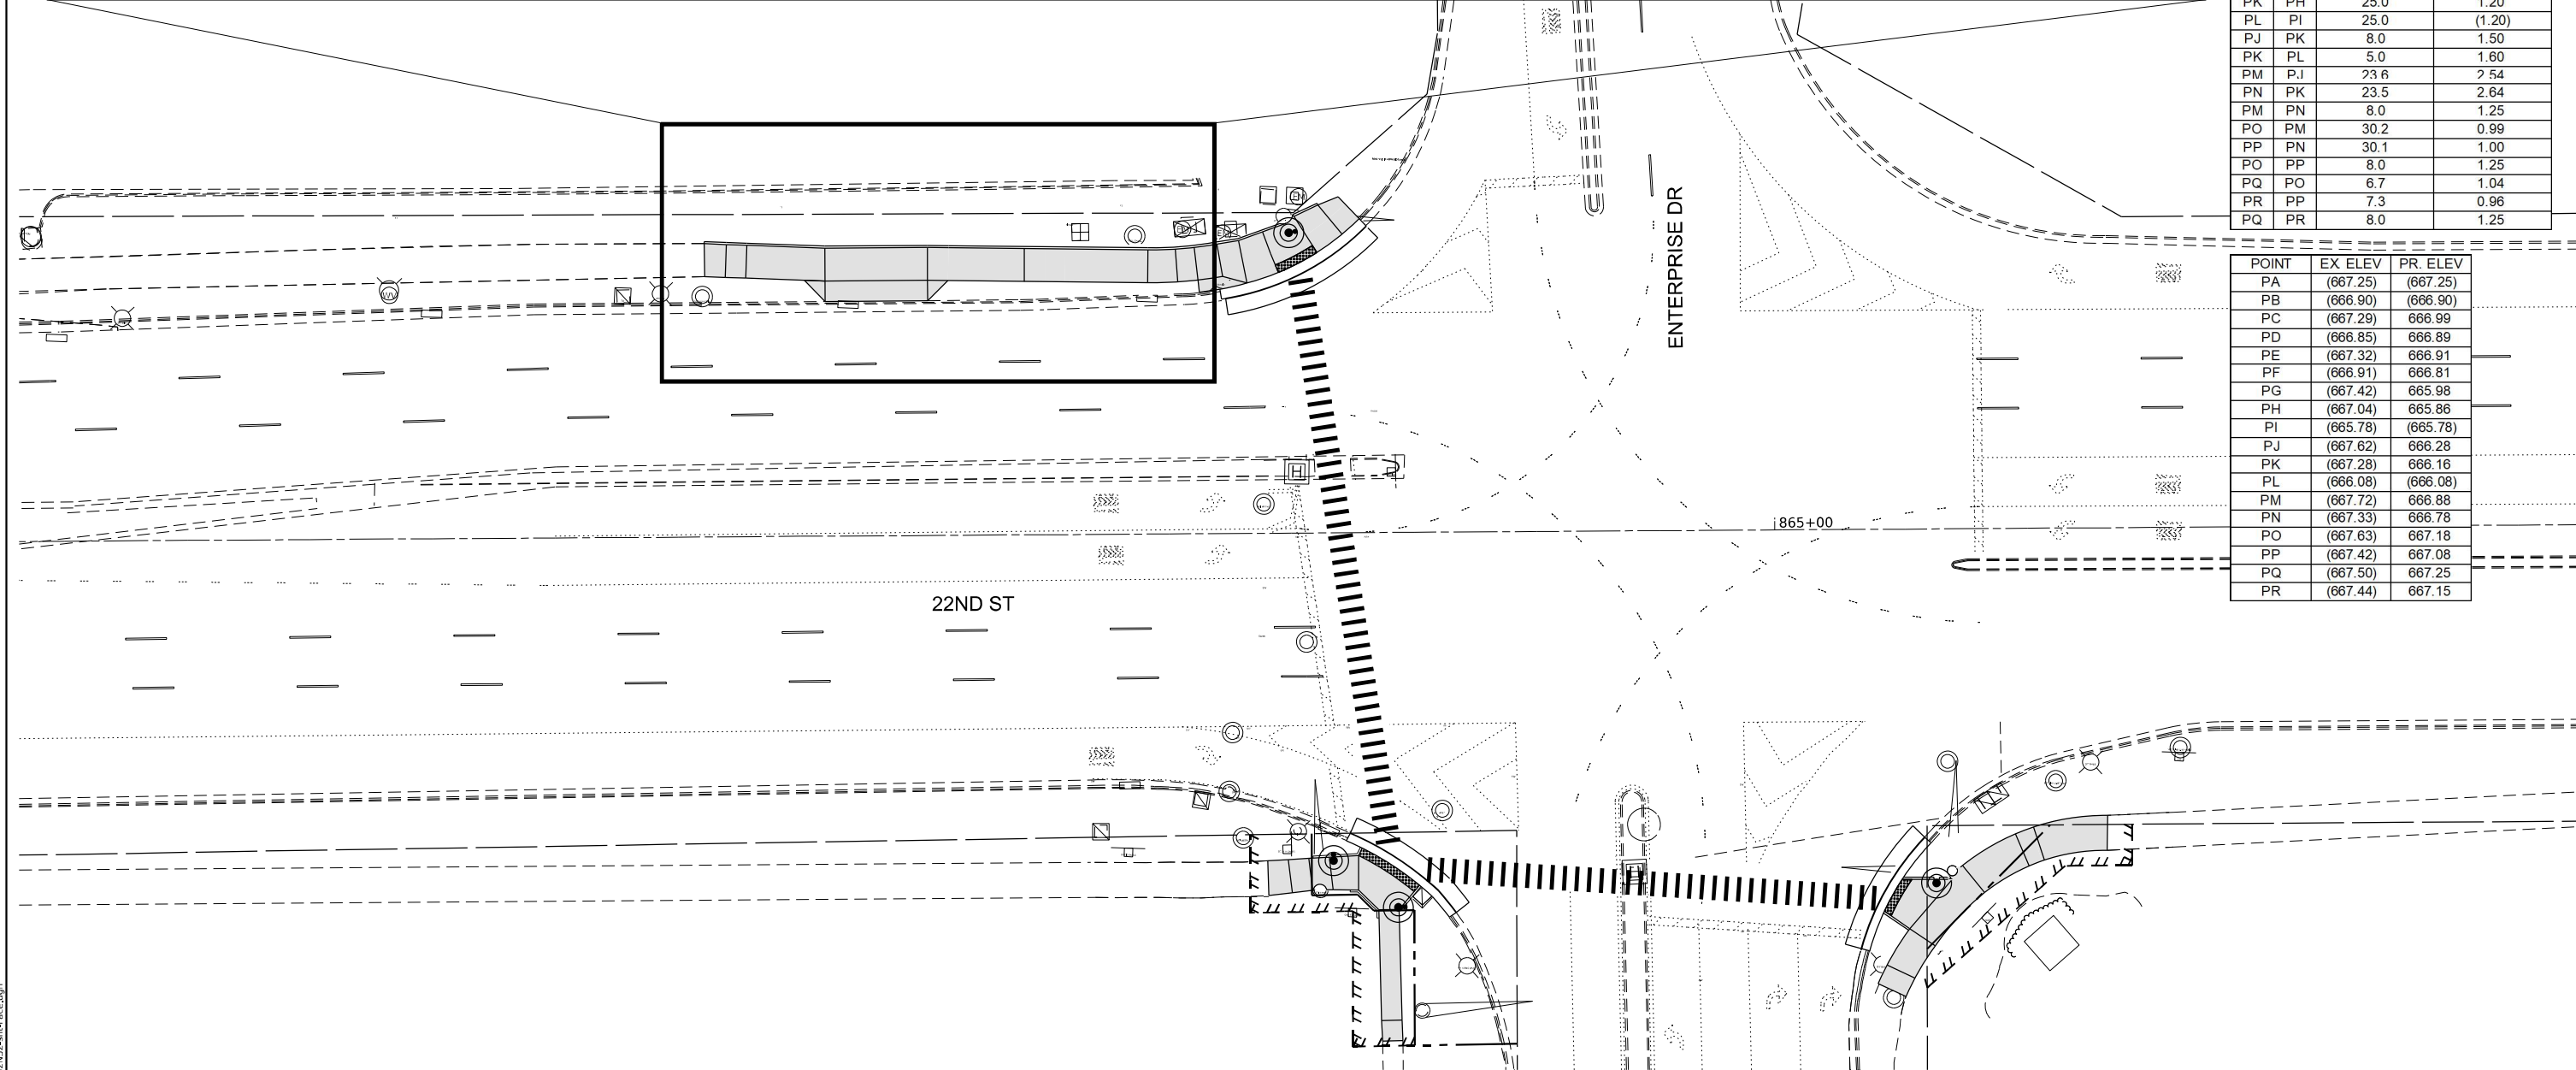 PK PH 25.0 1.20
PL PI 25.0 (1.20)
PJ PK 8.0 1.50
PK PL 5.0 1.60
PM PJ 23.6 2.54
PN PK 23.5 2.64
PM PN 8.0 1.25
PO PM 30.2 0.99
PP PN 30.1 1.00
PO PP 8.0 1.25
PQ PO 6.7 1.04
PR PP 7.3 0.96
PQ PR 8.0 1.25
POINT EX. ELEV PR. ELEV
PA (667.25) (667.25)
PB (666.90) (666.90)
PC (667.29) 666.99
PD (666.85) 666.89
PE (667.32) 666.91
PF (666.91) 666.81
PG (667.42) 665.98
PH (667.04) 665.86
PI (665.78) (665.78)
PJ (667.62) 666.28
PK (667.28) 666.16
PL (666.08) (666.08)
PM (667.72) 666.88
PN (667.33) 666.78
PO (667.63) 667.18
PP (667.42) 667.08
PQ (667.50) 667.25
PR (667.44) 667.15
ENTERPRISE DR
H
865+00
22ND ST